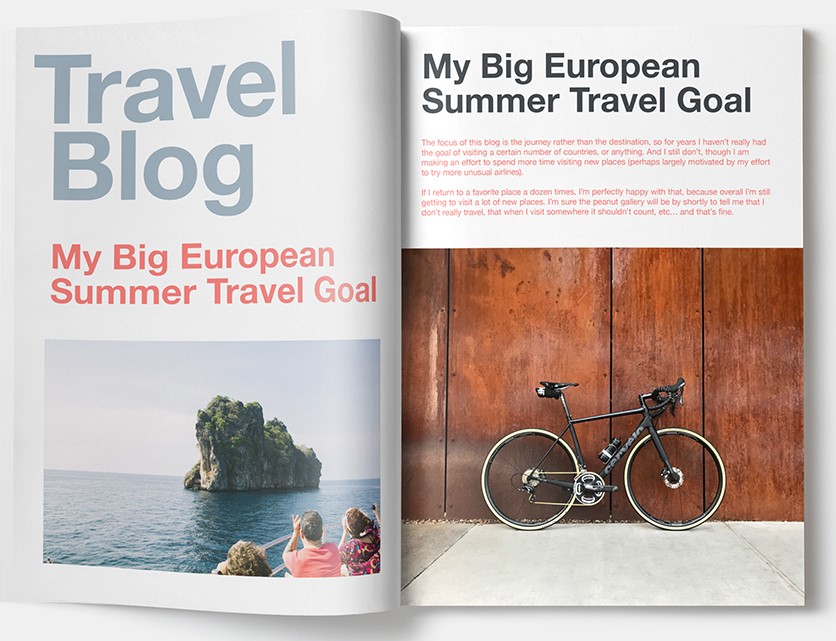 Travel
Blog
My Big European
Summer Travel Goal
My Big European
Summer Travel Goal
The focus of this blog is the journey rather than the destination, so for years I haven't really had
the goal of visiting a certain number of countries, or anything. And I still don't, though I am
making an effort to spend more time visiting new places (perhaps largely motivated by my effort
to try more unusual airlines).
If I return to a favorite place a dozen times, I'm perfectly happy with that, because overall I'm still
getting to visit a lot of new places. I'm sure the peanut gallery will be by shortly to tell me that I
don't really travel, that when I visit somewhere it shouldn't count, etc... and that's fine.
CERVÉLO